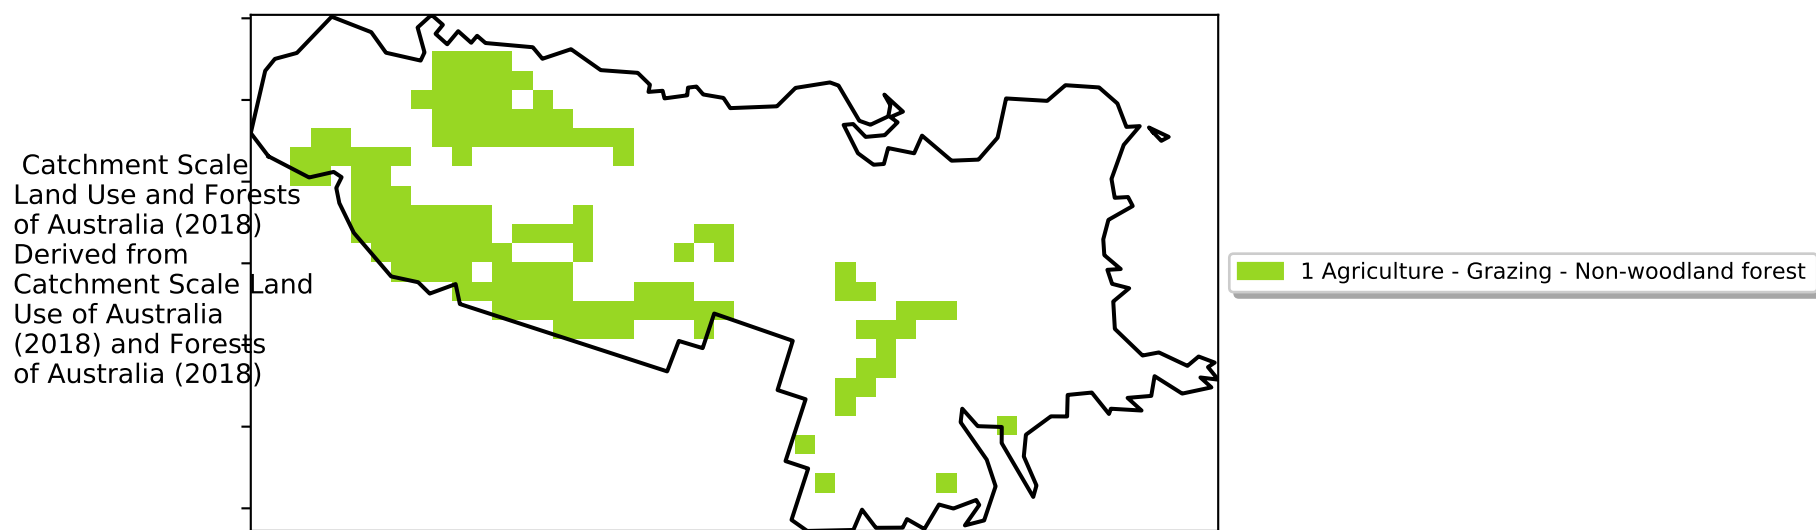 Catchment Scale
Land Use and Forests
of Australia (2018)
Derived from
Catchment Scale Land
Use of Australia
(2018) and Forests
of Australia (2018)
1 Agriculture - Grazing - Non-woodland forest